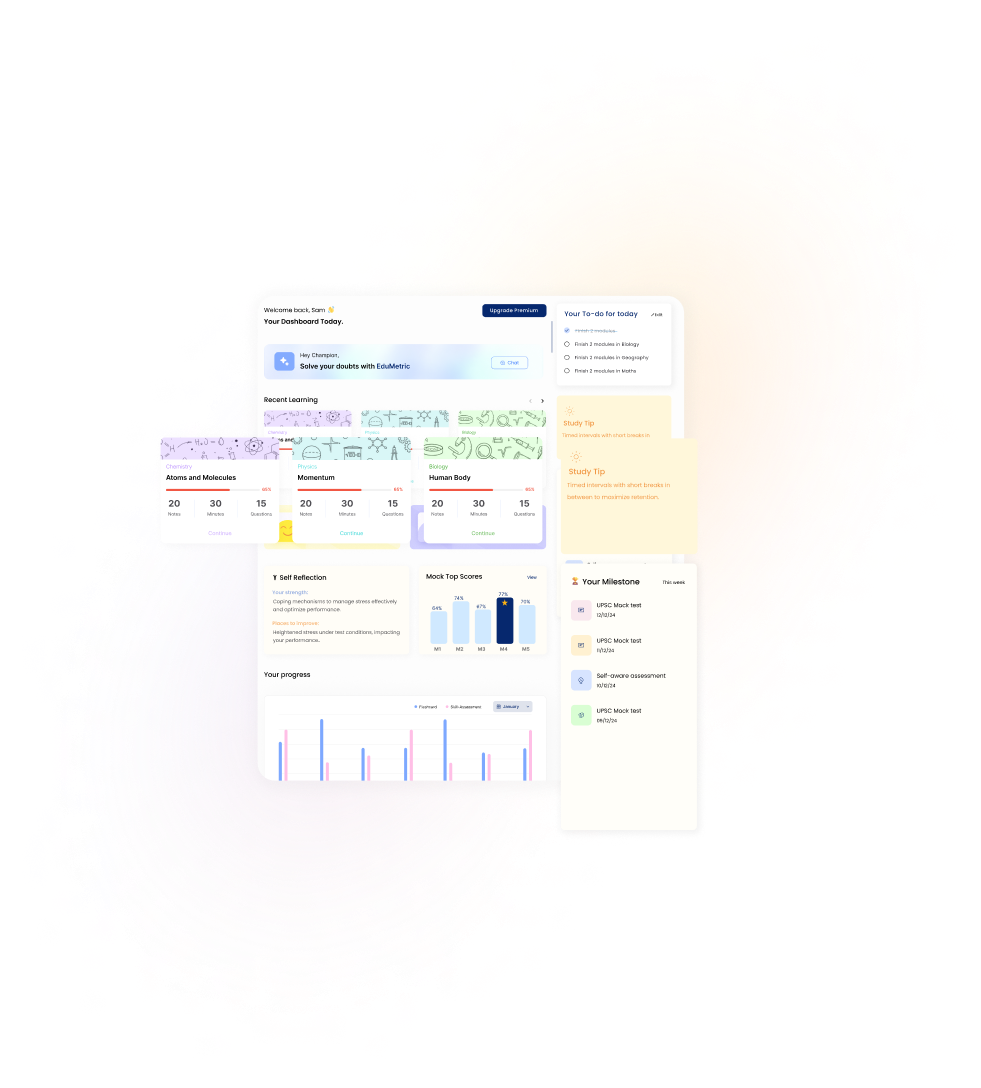 Welcome back, Sam
Your Dashboard Today.
Upgrade Premium
Hey Champion,
Solve your doubts with EduMetric
Chat
Recent Learning
Chemistry
Physics
Biology
Chemistry
Atoms and Molecules
65%
20 30 15
Notes Minutes Questions
Continue
Physics
Momentum
65%
20 30 15
Notes Minutes Questions
Continue
Biology
Human Body
65%
20 30 15
Notes Minutes Questions
Continue
Self Reflection
Your strength:
Coping mechanisms to manage stress effectively
and optimize performance.
Places to improve:
Heightened stress under test conditions, impacting
your performance.
Mock Top Scores
View
64% 74% 67% 77% 70%
M1 M2 M3 M4 M5
Your progress
Flashcard
Skill-Assessment
January
Your To-do for today
Edit
Finish 2 modules
Finish 2 modules in Biology
Finish 2 modules in Geography
Finish 2 modules in Maths
Study Tip
Timed intervals with short breaks in
Study Tip
Timed intervals with short breaks in
between to maximize retention.
Your Milestone
This week
UPSC Mock test
12/12/24
UPSC Mock test
11/12/24
Self-aware assessment
10/12/24
UPSC Mock test
09/12/24